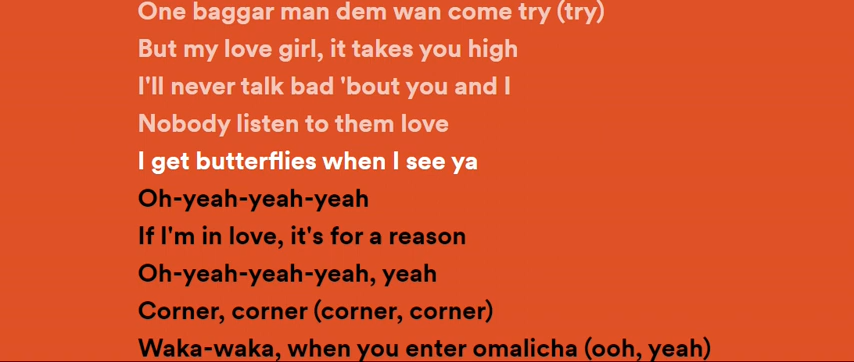 One baggar man dem wan come try (try)
But my love girl, it takes you high
I'll never talk bad 'bout you and I
Nobody listen to them love
I get butterflies when I see ya
Oh-yeah-yeah-yeah
If I'm in love, it's for a reason
Oh-yeah-yeah-yeah, yeah
Corner, corner (corner, corner)
Waka-waka, when you enter omalicha (ooh, yeah)